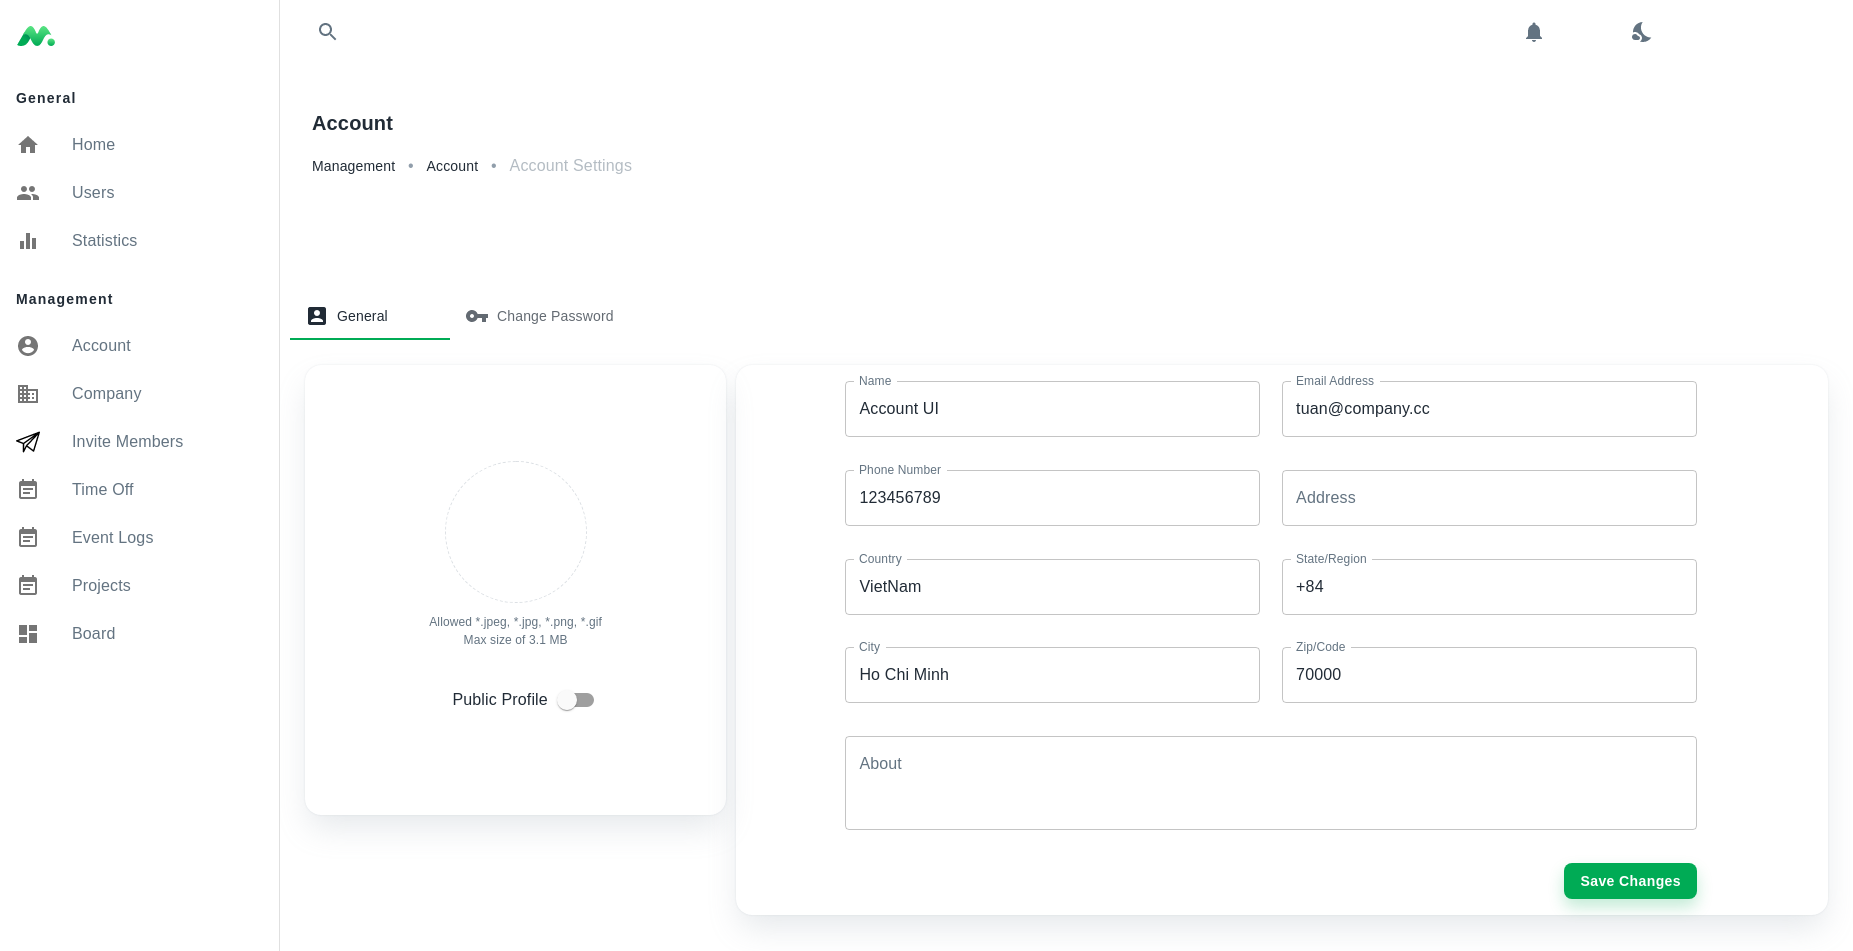 General
Home
Users
Statistics
Management
Account
Company
Invite Members
Time Off
Event Logs
Projects
Board
Account
Management • Account • Account Settings
General
Change Password
Allowed *.jpeg, *.jpg, *.png, *.gif
Max size of 3.1 MB
Public Profile
Name
Account UI
Email Address
tuan@company.cc
Phone Number
123456789
Address
Country
VietNam
State/Region
+84
City
Ho Chi Minh
Zip/Code
70000
About
Save Changes